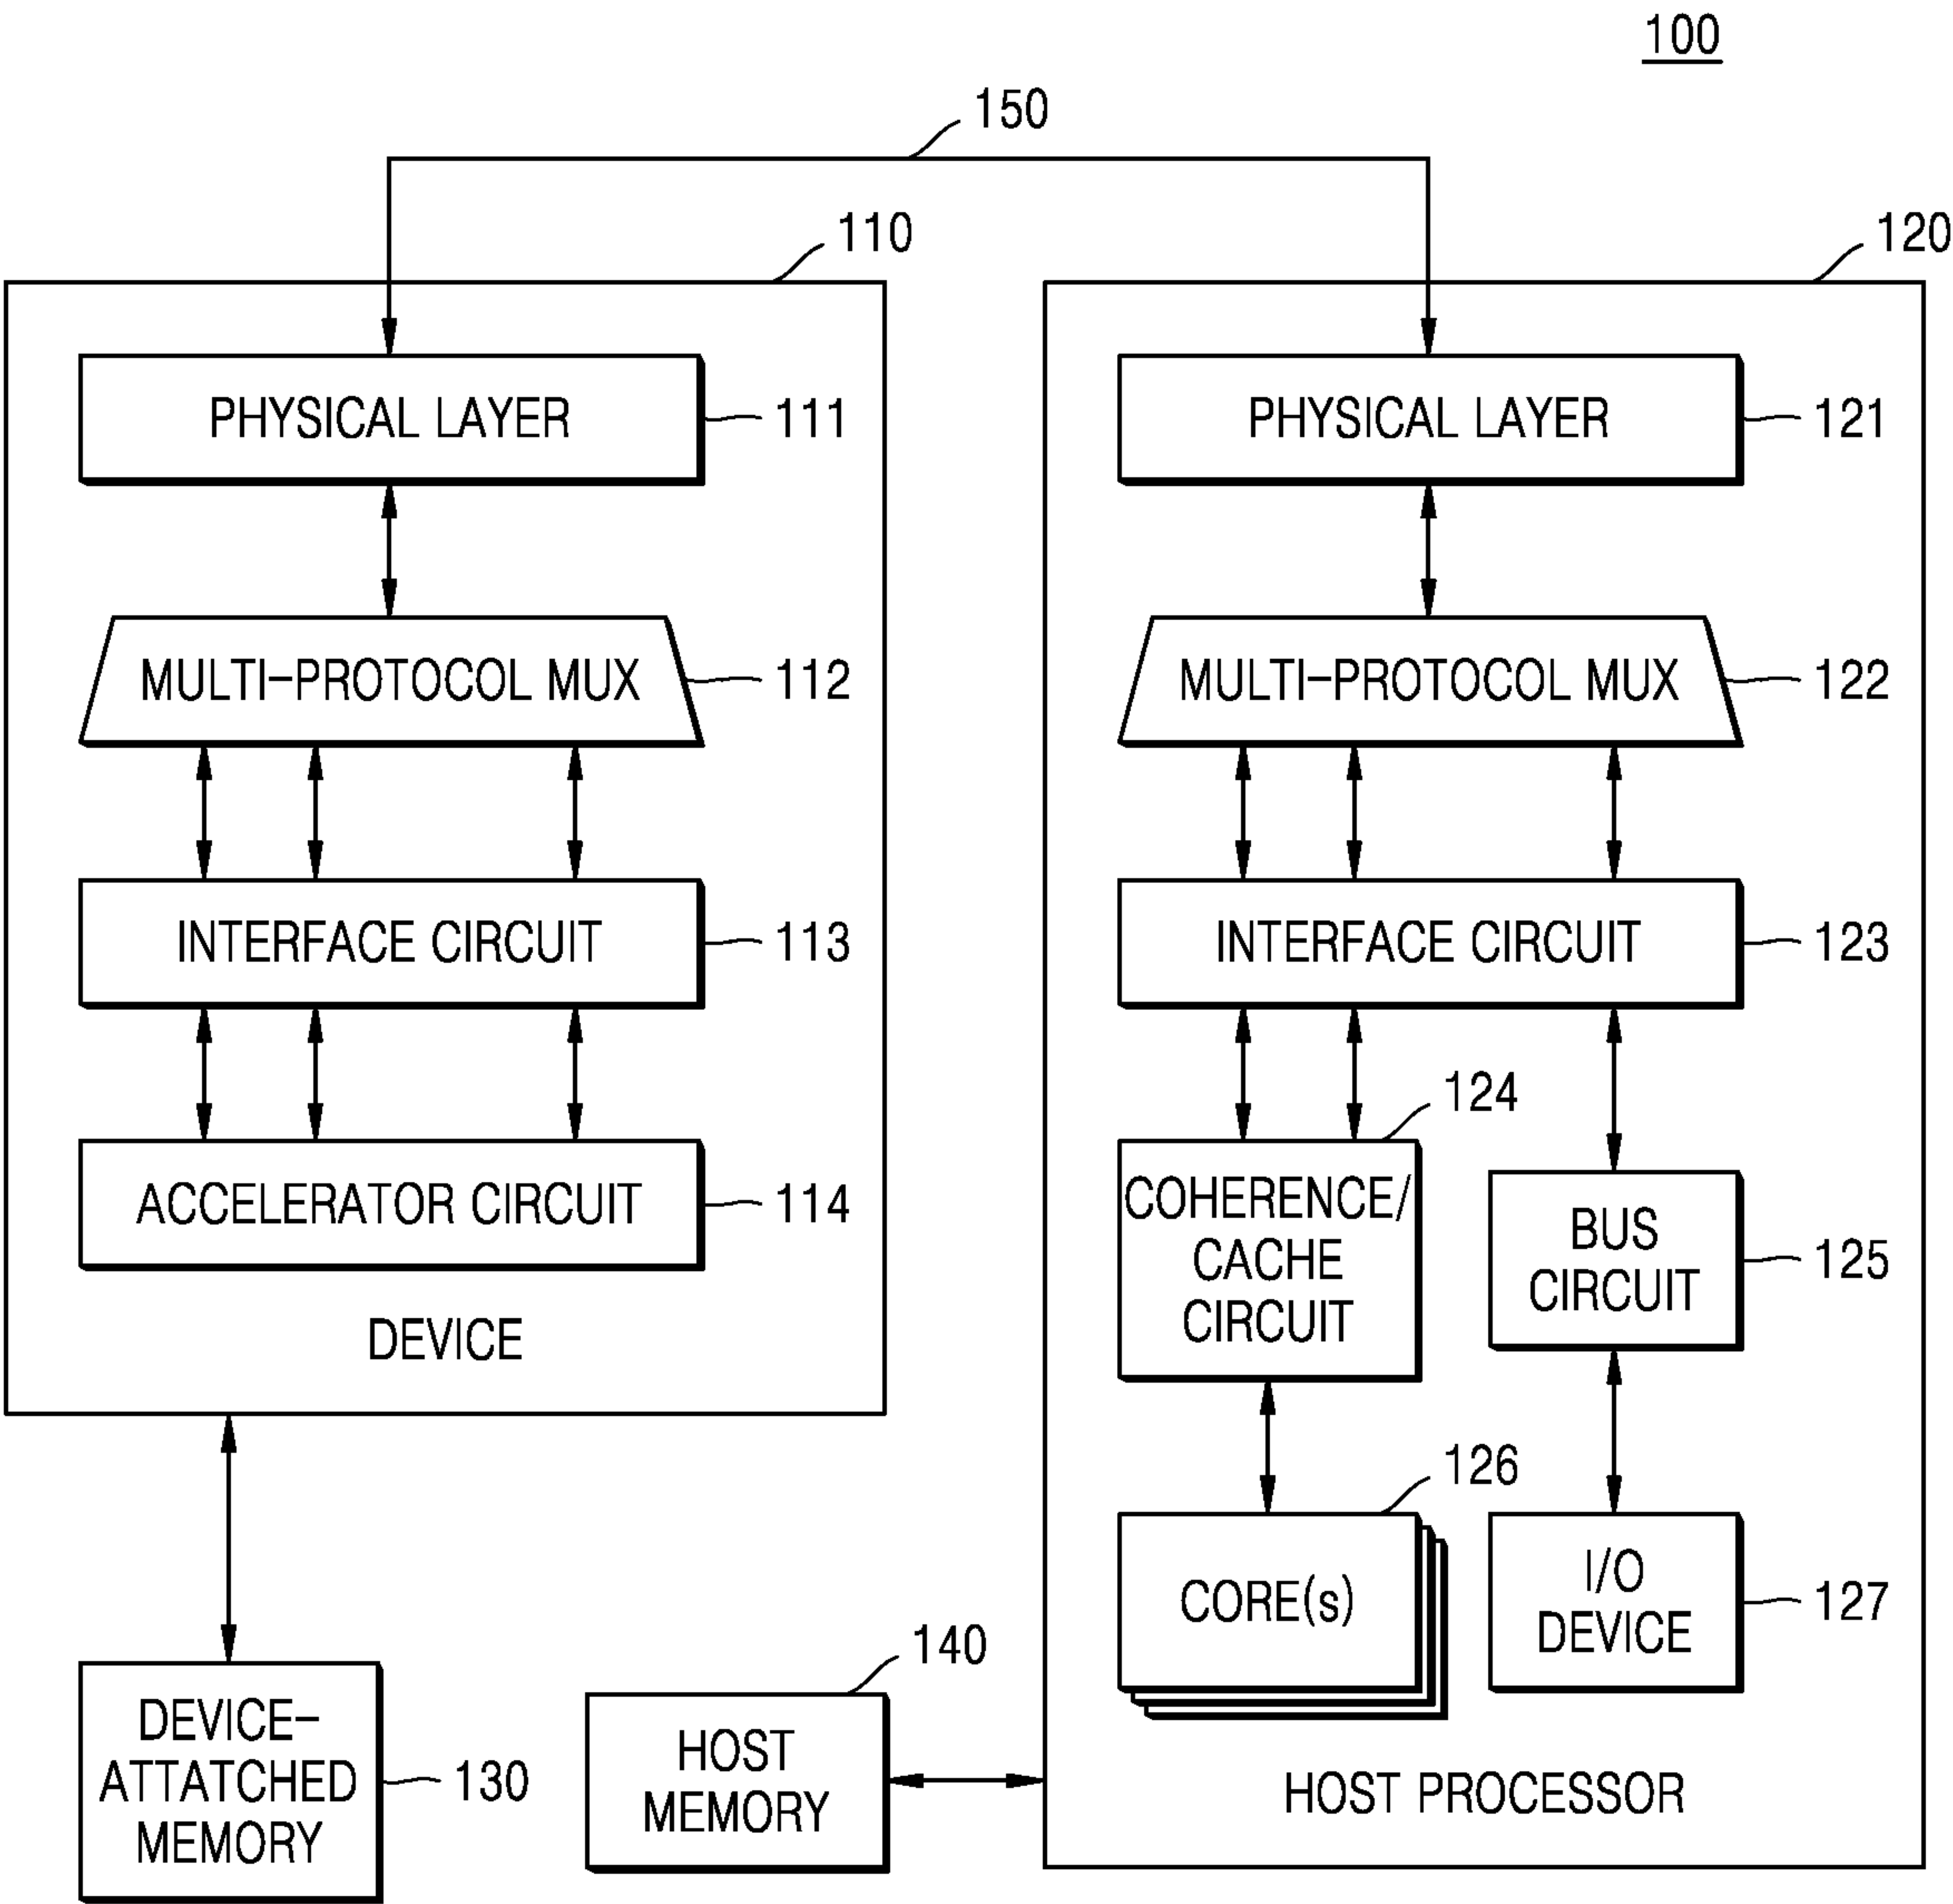 100
150
110
120
PHYSICAL LAYER
111
PHYSICAL LAYER
121
MULTI-PROTOCOL MUX
112
MULTI-PROTOCOL MUX
122
INTERFACE CIRCUIT
113
INTERFACE CIRCUIT
123
124
ACCELERATOR CIRCUIT
114
COHERENCE/
CACHE
CIRCUIT
BUS
CIRCUIT
125
DEVICE
126
CORE(s)
I/O
DEVICE
127
140
DEVICE-
ATTATCHED
MEMORY
130
HOST
MEMORY
HOST PROCESSOR